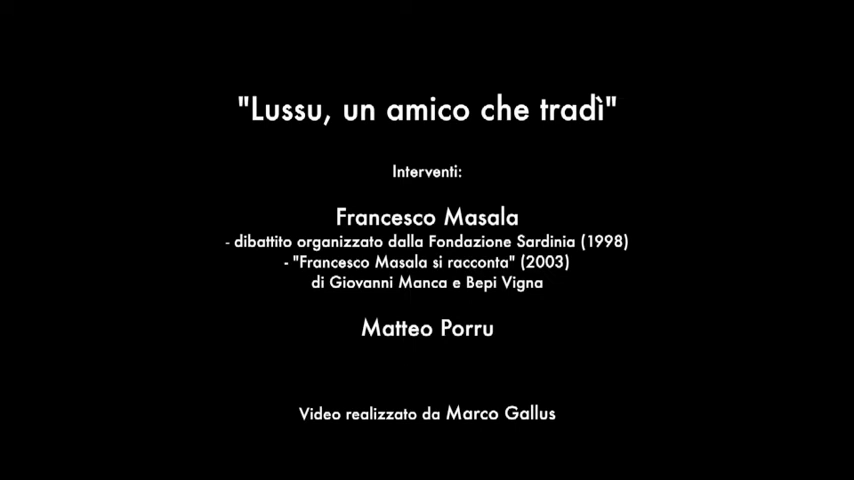 "Lussu, un amico che tradì"
Interventi:
Francesco Masala
- dibattito organizzato dalla Fondazione Sardinia (1998)
- "Francesco Masala si racconta" (2003)
di Giovanni Manca e Bepi Vigna
Matteo Porru
Video realizzato da Marco Gallus